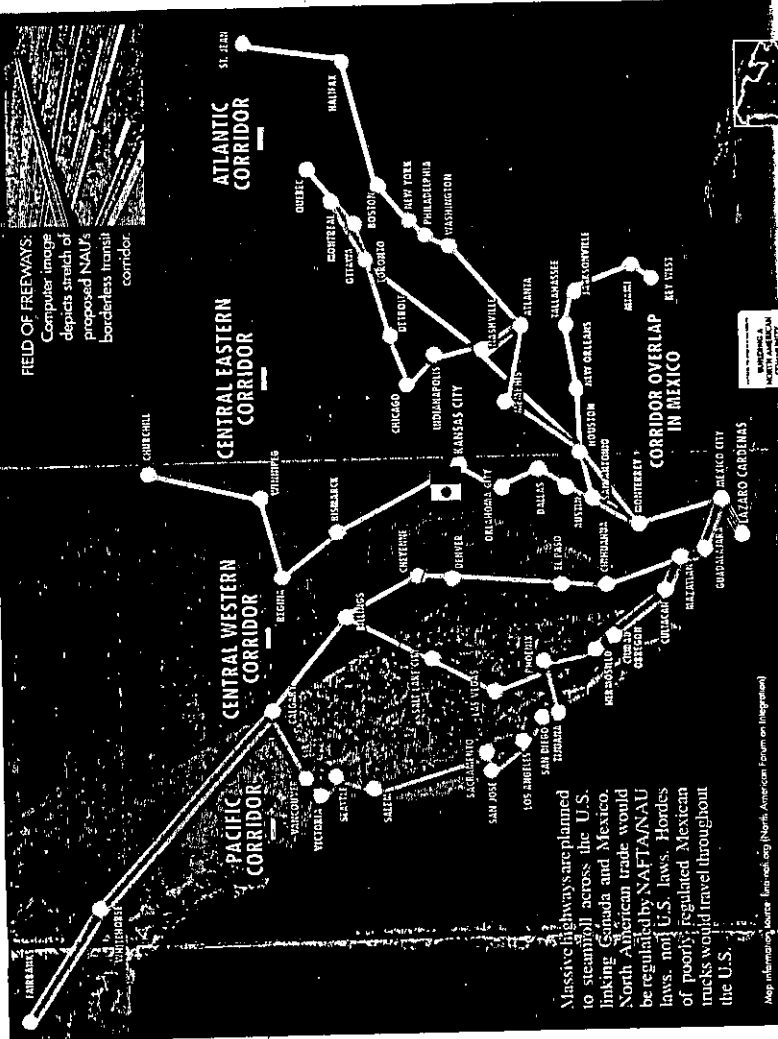 FIELD OF FREEWAYS:
Computer image
depicts stretch of
proposed NAU's
borderless transit
corridor.
PACIFIC
CORRIDOR
CENTRAL WESTERN
CORRIDOR
CENTRAL EASTERN
CORRIDOR
ATLANTIC
CORRIDOR
FAIRBANKS
WHITEHORSE
CALGARY
VANCOUVER
VICTORIA
SEATTLE
SALEM
SACRAMENTO
SAN JOSE
LOS ANGELES
SAN DIEGO
TIJUANA
BILLINGS
SALT LAKE CITY
LAS VEGAS
PHOENIX
HERMOSILLO
CIUDAD
OBREGON
CULIACAN
MAZATLAN
GUADALAJARA
CHEYENNE
DENVER
EL PASO
CHIHUAHUA
CHURCHILL
WINNIPEG
REGINA
BISMARCK
KANSAS CITY
OKLAHOMA CITY
DALLAS
AUSTIN
SAN ANTONIO
MONTERREY
MEXICO CITY
LAZARO CARDENAS
QUEBEC
MONTREAL
OTTAWA
TORONTO
DETROIT
CHICAGO
INDIANAPOLIS
NASHVILLE
MEMPHIS
ATLANTA
HOUSTON
NEW ORLEANS
TALLAHASSEE
JACKSONVILLE
MIAMI
KEY WEST
ST. JEAN
HALIFAX
BOSTON
NEW YORK
PHILADELPHIA
WASHINGTON
CORRIDOR OVERLAP
IN MEXICO
BUILDING A
NORTH AMERICAN
COMMUNITY
Massive highways are planned
to steamroll across the U.S.
linking Canada and Mexico.
North American trade would
be regulated by NAFTA/NAU
laws, not U.S. laws. Hordes
of poorly regulated Mexican
trucks would travel throughout
the U.S.
Map information source: fina-nafi.org (North American Forum on Integration)